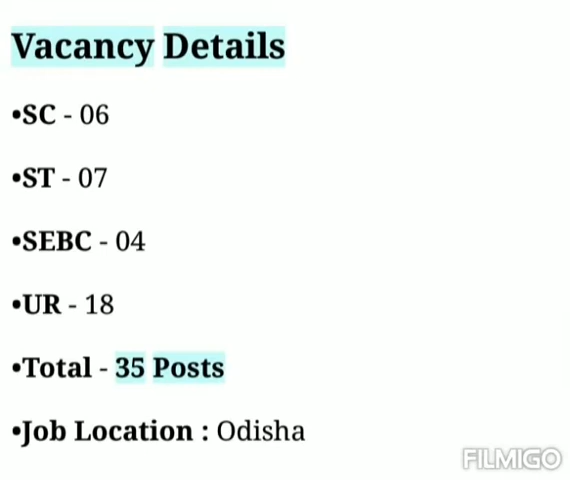 Vacancy Details
•SC - 06
•ST - 07
•SEBC - 04
•UR - 18
•Total - 35 Posts
•Job Location : Odisha
FILMIGO